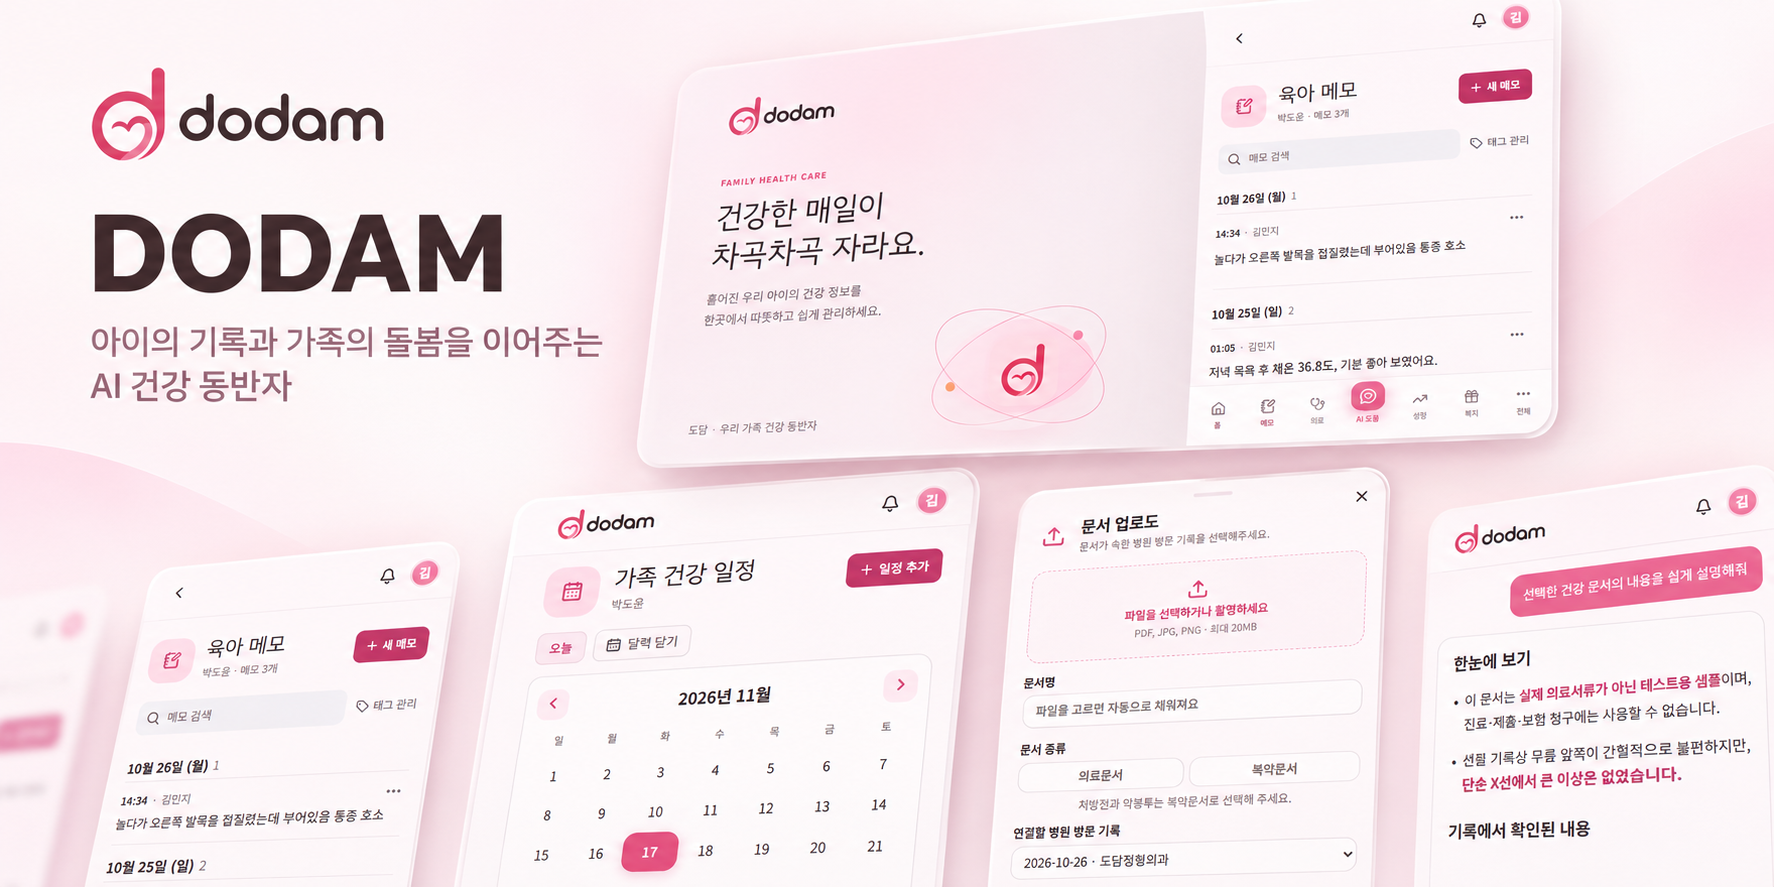 dodam
DODAM
아이의 기록과 가족의 돌봄을 이어주는
AI 건강 동반자
dodam
FAMILY HEALTH CARE
건강한 매일이
차곡차곡 자라요.
흩어진 우리 아이의 건강 정보를
한곳에서 따뜻하고 쉽게 관리하세요.
도담 · 우리 가족 건강 동반자
김
육아 메모
박도윤 · 메모 3개
+ 새 메모
메모 검색
태그 관리
10월 26일 (월) 1
14:34 · 김민지
놀다가 오른쪽 발목을 접질렸는데 부어있음 통증 호소
10월 25일 (일) 2
01:05 · 김민지
저녁 목욕 후 체온 36.8도, 기분 좋아 보였어요.
홈
메모
의료
AI 도움
성장
복지
전체
김
육아 메모
박도윤 · 메모 3개
+ 새 메모
메모 검색
태그 관리
10월 26일 (월) 1
14:34 · 김민지
놀다가 오른쪽 발목을 접질렸는데 부어있음 통증 호소
10월 25일 (일) 2
dodam
김
가족 건강 일정
박도윤
+ 일정 추가
오늘
달력 닫기
2026년 11월
일 월 화 수 목 금 토
1 2 3 4 5 6 7
8 9 10 11 12 13 14
15 16 17 18 19 20 21
문서 업로드
문서가 속한 병원 방문 기록을 선택해주세요.
파일을 선택하거나 촬영하세요
PDF, JPG, PNG · 최대 20MB
문서명
파일을 고르면 자동으로 채워져요
문서 종류
의료문서
복약문서
처방전과 약봉투는 복약문서로 선택해 주세요.
연결할 병원 방문 기록
2026-10-26 · 도담정형외과
dodam
김
선택한 건강 문서의 내용을 쉽게 설명해줘
한눈에 보기
• 이 문서는 실제 의료서류가 아닌 테스트용 샘플이며,
진료·제출·보험 청구에는 사용할 수 없습니다.
• 선필 기록상 무릎 앞쪽이 간헐적으로 불편하지만,
단순 X선에서 큰 이상은 없었습니다.
기록에서 확인된 내용